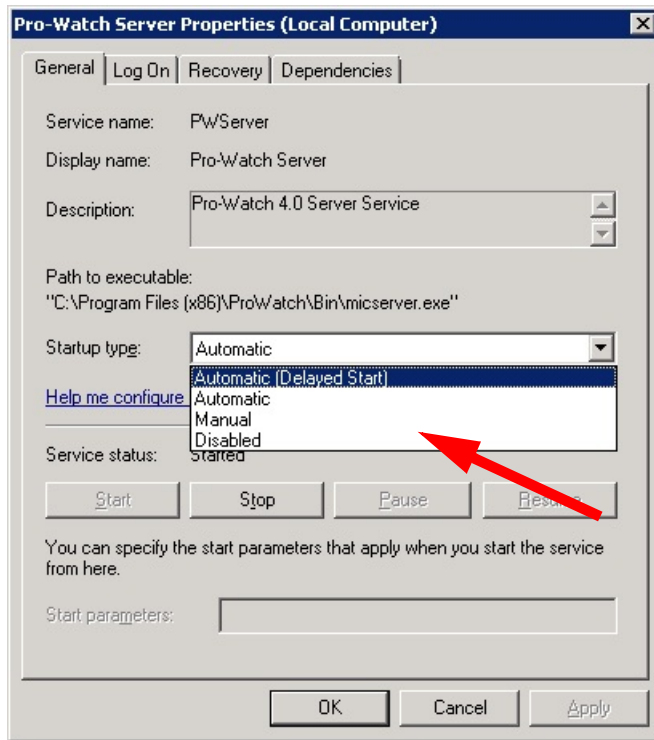 Pro-Watch Server Properties (Local Computer)
General Log On Recovery Dependencies
Service name: PWServer
Display name: Pro-Watch Server
Description: Pro-Watch 4.0 Server Service
Path to executable:
"C:\Program Files (x86)\ProWatch\Bin\micserver.exe"
Startup type: Automatic
Automatic (Delayed Start)
Help me configure Automatic
Manual
Disabled
Service status: Started
Start Stop Pause Resume
You can specify the start parameters that apply when you start the service
from here.
Start parameters:
OK Cancel Apply